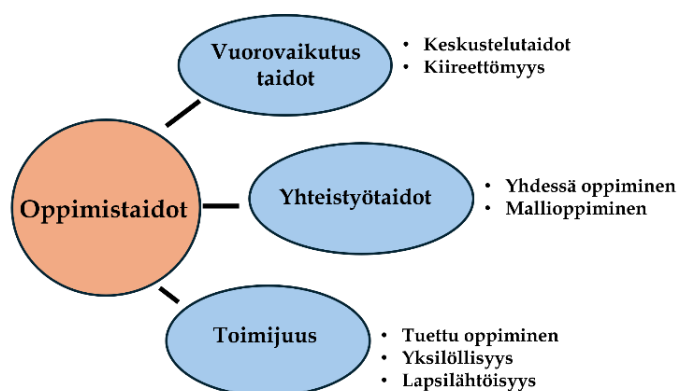 Vuorovaikutus
taidot
• Keskustelutaidot
• Kiireettömyys
Oppimistaidot
Yhteistyötaidot
• Yhdessä oppiminen
• Mallioppiminen
Toimijuus
• Tuettu oppiminen
• Yksilöllisyys
• Lapsilähtöisyys